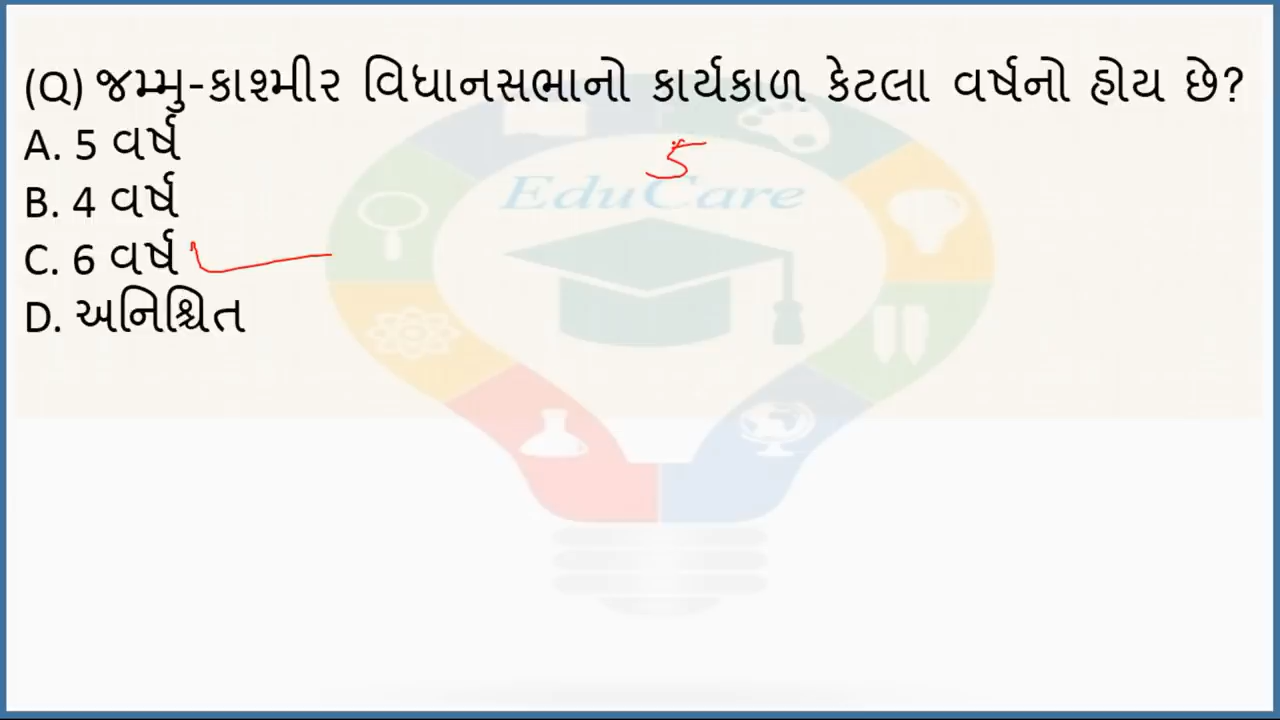 (Q) જમ્મુ-કાશ્મીર વિધાનસભાનો કાર્યકાળ કેટલા વર્ષનો હોય છે?
A. 5 વર્ષ
5
B. 4 વર્ષ
EduCare
C. 6 વર્ષ
D. અનિશ્ચિત